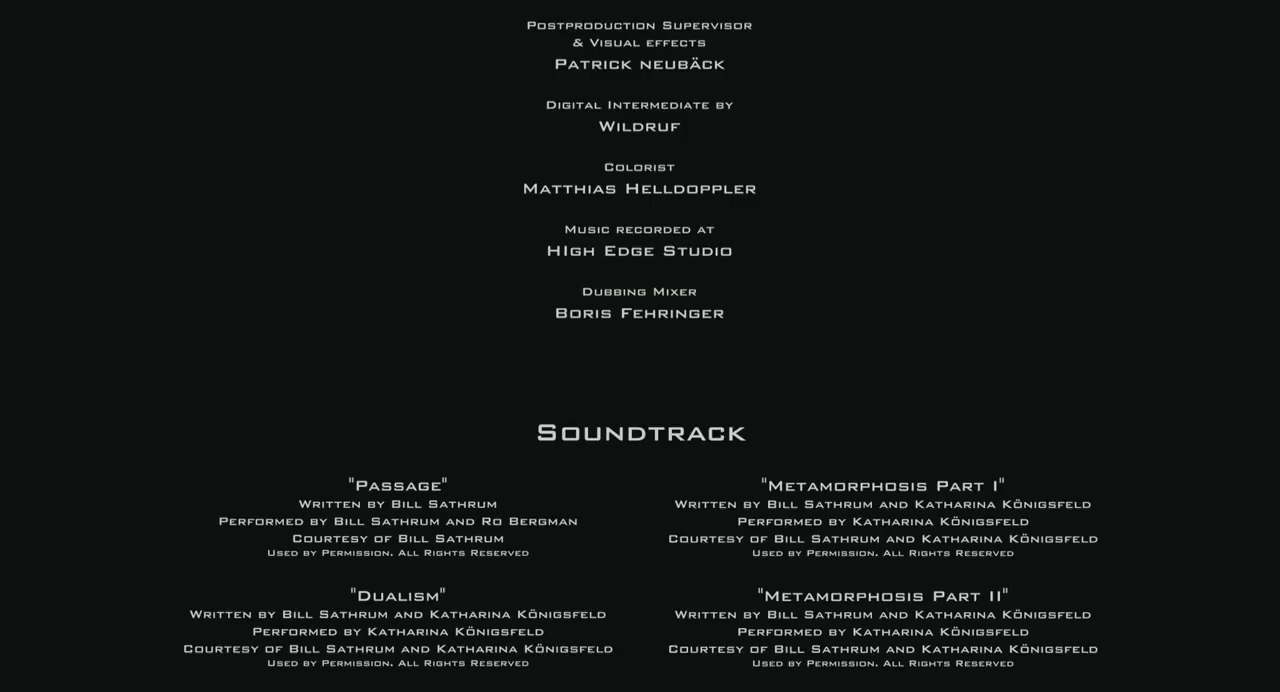 Postproduction Supervisor
& Visual effects
Patrick neubäck
Digital Intermediate by
Wildruf
Colorist
Matthias Helldoppler
Music recorded at
HIgh Edge Studio
Dubbing Mixer
Boris Fehringer
Soundtrack
"Passage"
Written by Bill Sathrum
Performed by Bill Sathrum and Ro Bergman
Courtesy of Bill Sathrum
Used by Permission. All Rights Reserved
"Metamorphosis Part I"
Written by Bill Sathrum and Katharina Königsfeld
Performed by Katharina Königsfeld
Courtesy of Bill Sathrum and Katharina Königsfeld
Used by Permission. All Rights Reserved
"Dualism"
Written by Bill Sathrum and Katharina Königsfeld
Performed by Katharina Königsfeld
Courtesy of Bill Sathrum and Katharina Königsfeld
Used by Permission. All Rights Reserved
"Metamorphosis Part II"
Written by Bill Sathrum and Katharina Königsfeld
Performed by Katharina Königsfeld
Courtesy of Bill Sathrum and Katharina Königsfeld
Used by Permission. All Rights Reserved